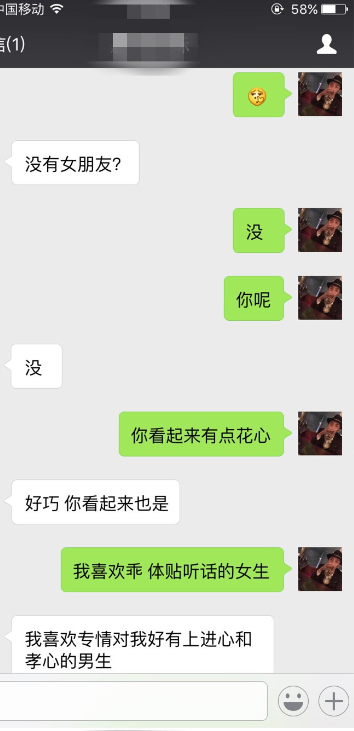 中国移动 58%
信(1)
没有女朋友?
没
你呢
没
你看起来有点花心
好巧 你看起来也是
我喜欢乖 体贴听话的女生
我喜欢专情对我好有上进心和
孝心的男生